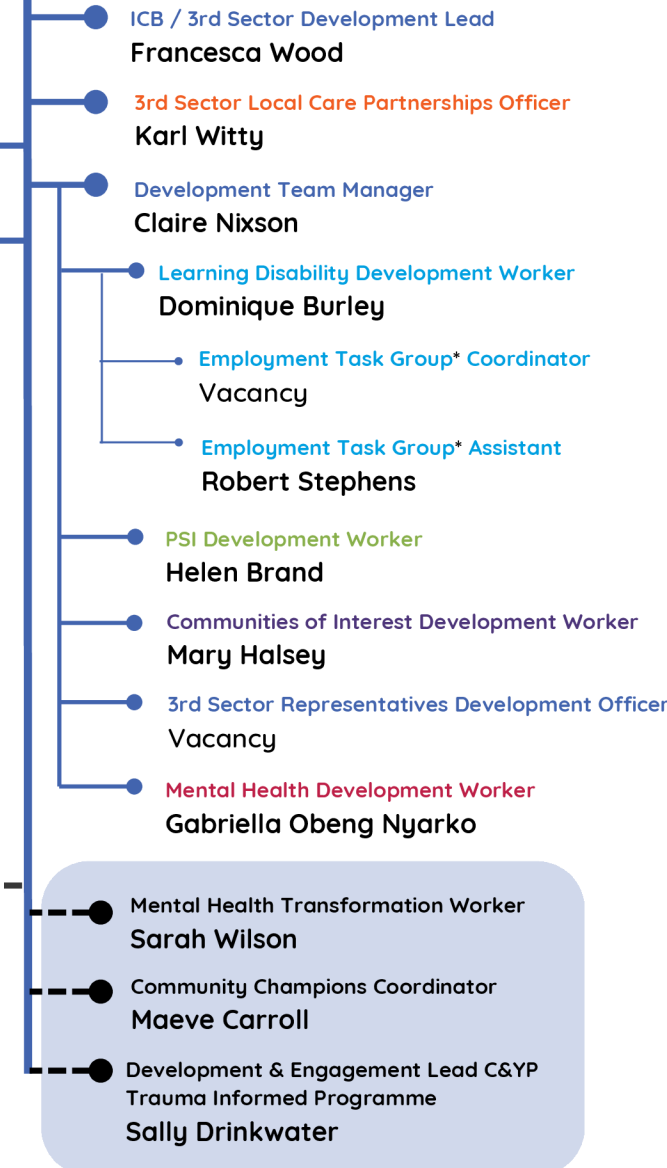 ICB / 3rd Sector Development Lead
Francesca Wood
3rd Sector Local Care Partnerships Officer
Karl Witty
Development Team Manager
Claire Nixson
Learning Disability Development Worker
Dominique Burley
Employment Task Group* Coordinator
Vacancy
Employment Task Group* Assistant
Robert Stephens
PSI Development Worker
Helen Brand
Communities of Interest Development Worker
Mary Halsey
3rd Sector Representatives Development Officer
Vacancy
Mental Health Development Worker
Gabriella Obeng Nyarko
Mental Health Transformation Worker
Sarah Wilson
Community Champions Coordinator
Maeve Carroll
Development & Engagement Lead C&YP
Trauma Informed Programme
Sally Drinkwater